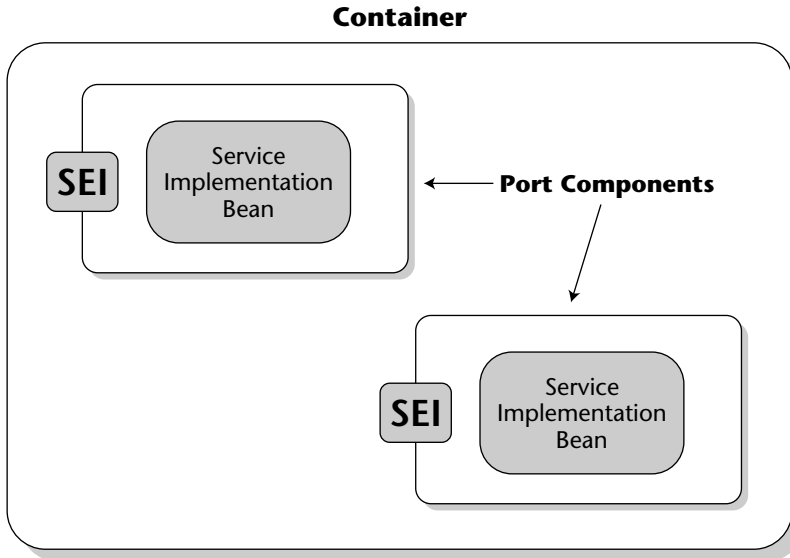 Container
SEI
Service
Implementation
Bean
Port Components
SEI
Service
Implementation
Bean